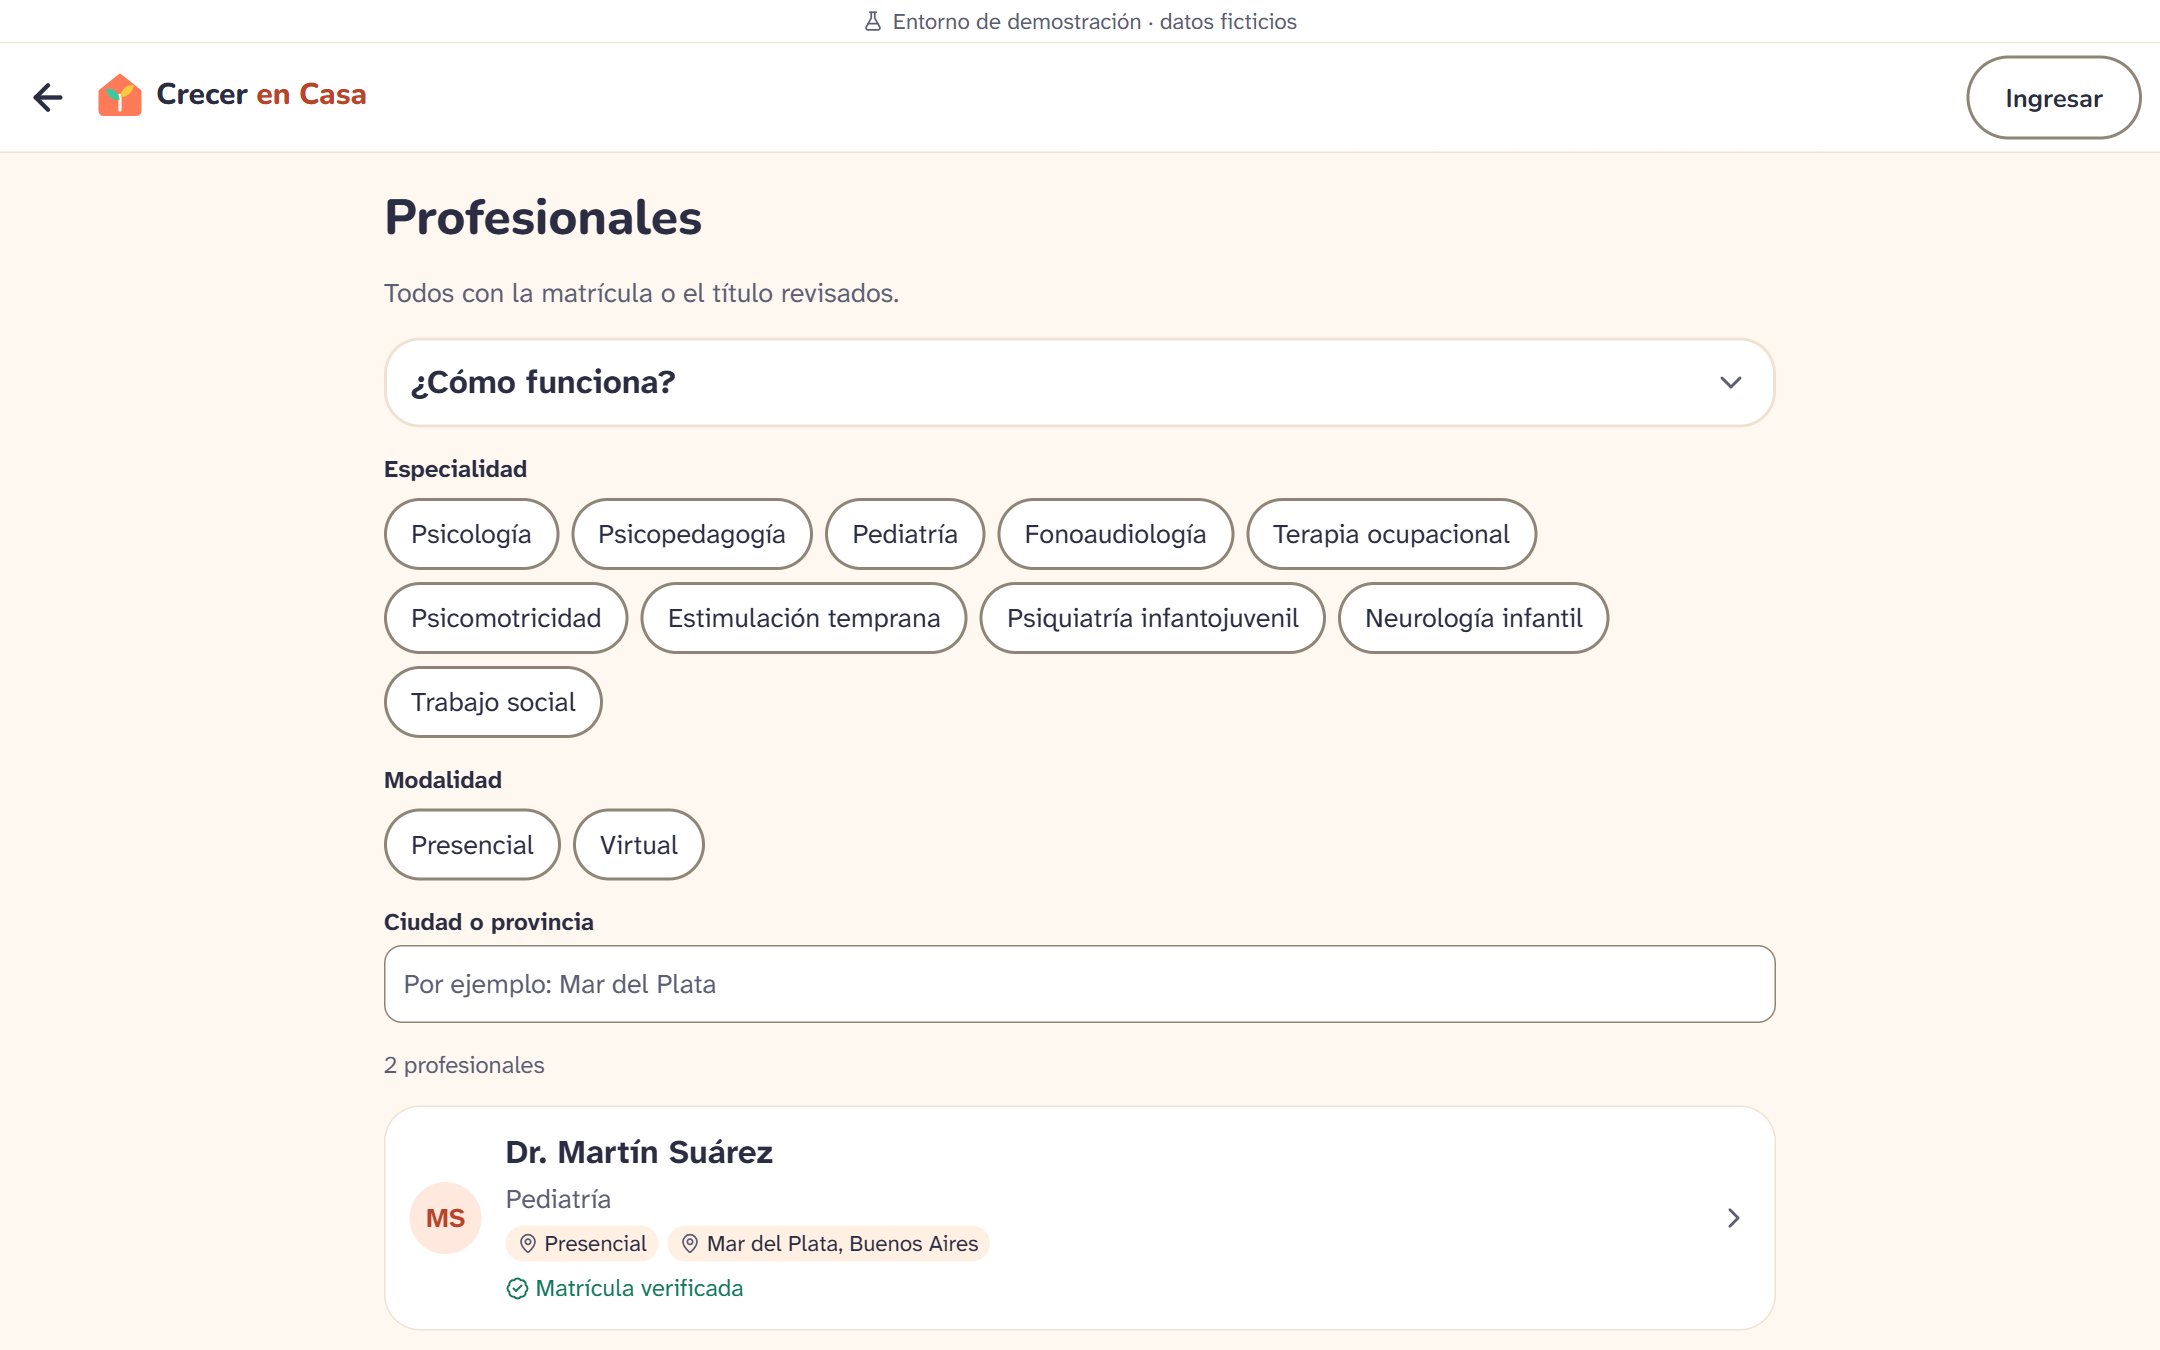 Entorno de demostración · datos ficticios
Crecer en Casa
Ingresar
Profesionales
Todos con la matrícula o el título revisados.
¿Cómo funciona?
Especialidad
Psicología Psicopedagogía Pediatría Fonoaudiología Terapia ocupacional
Psicomotricidad Estimulación temprana Psiquiatría infantojuvenil Neurología infantil
Trabajo social
Modalidad
Presencial Virtual
Ciudad o provincia
Por ejemplo: Mar del Plata
2 profesionales
MS
Dr. Martín Suárez
Pediatría
Presencial Mar del Plata, Buenos Aires
Matrícula verificada